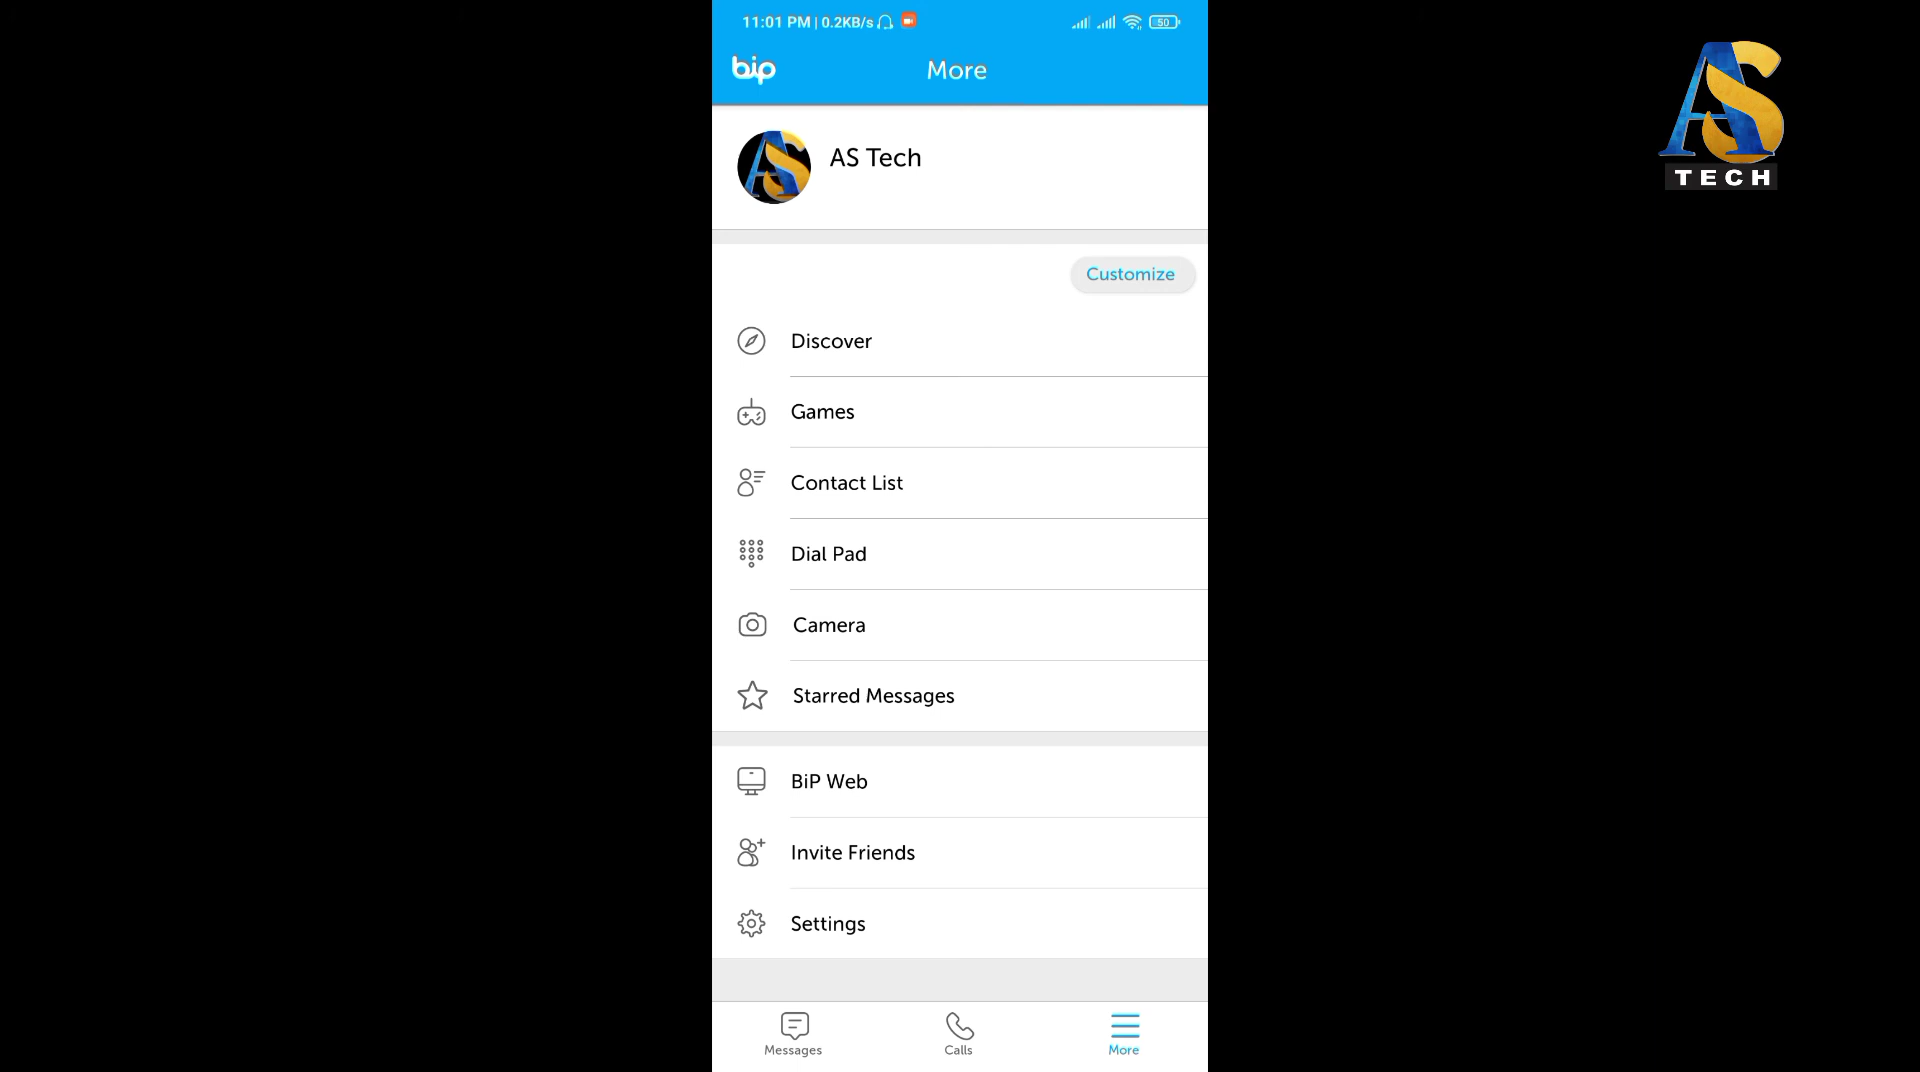 11:01 PM | 0.2KB/s
50
bip
More
AS Tech
Customize
Discover
Games
Contact List
Dial Pad
Camera
Starred Messages
BiP Web
Invite Friends
Settings
Messages
Calls
More
AS
TECH